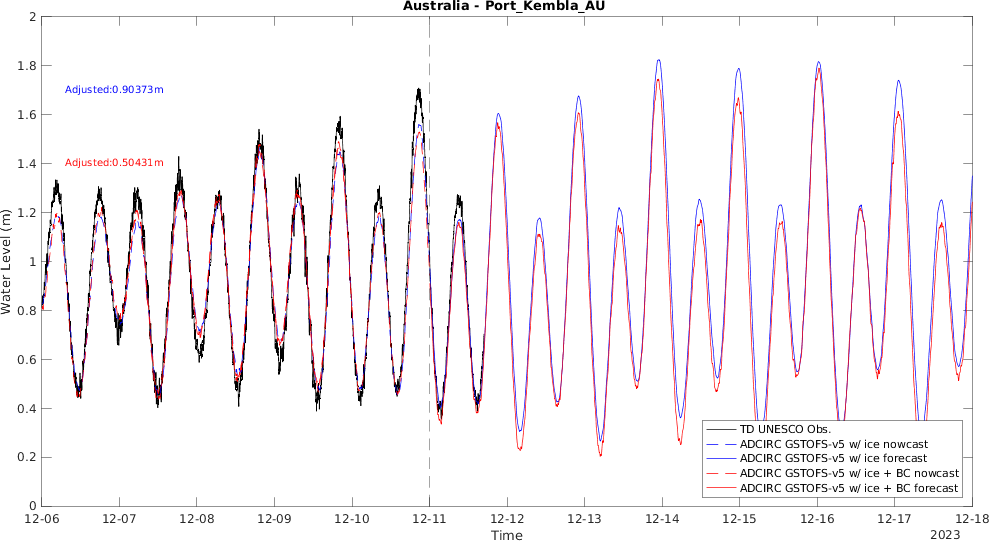 Australia - Port_Kembla_AU
2
1.8
1.6
1.4
1.2
1
0.8
0.6
0.4
0.2
0
Water Level (m)
Adjusted:0.90373m
Adjusted:0.50431m
TD UNESCO Obs.
ADCIRC GSTOFS-v5 w/ ice nowcast
ADCIRC GSTOFS-v5 w/ ice forecast
ADCIRC GSTOFS-v5 w/ ice + BC nowcast
ADCIRC GSTOFS-v5 w/ ice + BC forecast
12-06 12-07 12-08 12-09 12-10 12-11 12-12 12-13 12-14 12-15 12-16 12-17 12-18
Time
2023